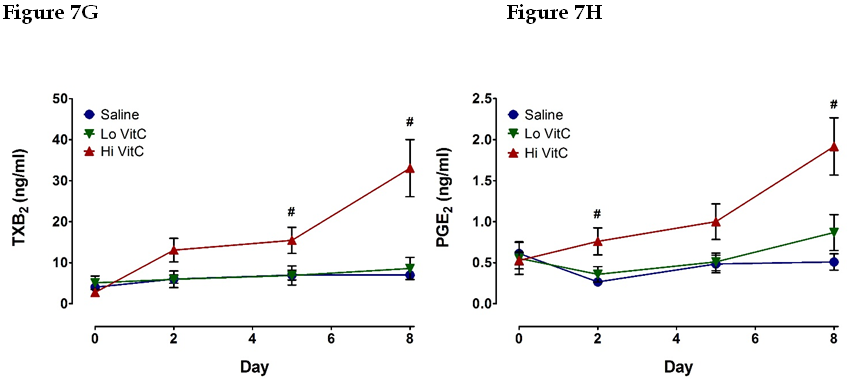 Figure 7G
TXB2 (ng/ml)
50
40
30
20
10
0
Saline
Lo VitC
Hi VitC
#
#
0
2
4
6
8
Day
Figure 7H
PGE2 (ng/ml)
2.5
2.0
1.5
1.0
0.5
0.0
Saline
Lo VitC
Hi VitC
#
#
0
2
4
6
8
Day